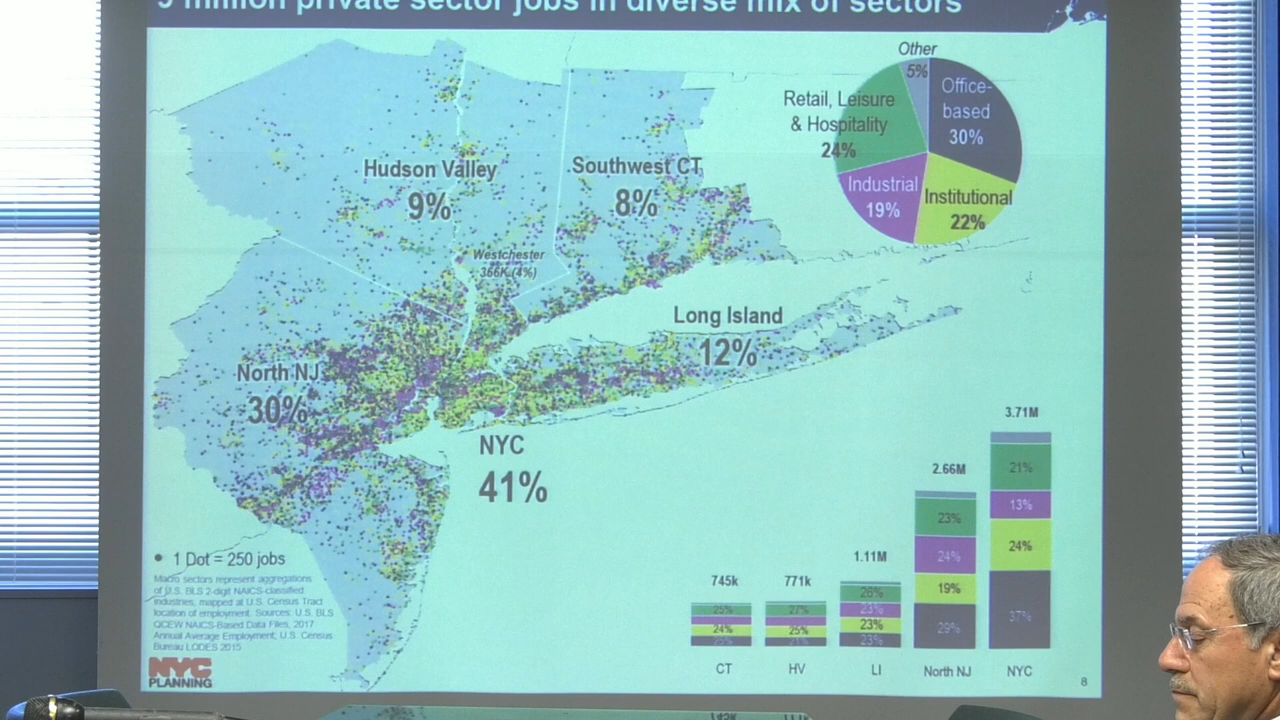 9 million private sector jobs in diverse mix of sectors
Other
5%
Office-
based
30%
Retail, Leisure
& Hospitality
24%
Industrial
19%
Institutional
22%
Hudson Valley
9%
Southwest CT
8%
Westchester
366K (4%)
Long Island
12%
North NJ
30%
NYC
41%
• 1 Dot = 250 jobs
Macro sectors represent aggregations
of U.S. BLS 2-digit NAICS-classified
industries, mapped at U.S. Census Tract
location of employment. Sources: U.S. BLS
QCEW NAICS-Based Data Files, 2017
Annual Average Employment; U.S. Census
Bureau LODES 2015
NYC
PLANNING
745k
25%
24%
CT
771k
27%
25%
HV
1.11M
26%
23%
23%
23%
LI
2.66M
23%
24%
19%
29%
North NJ
3.71M
21%
13%
24%
37%
NYC
8